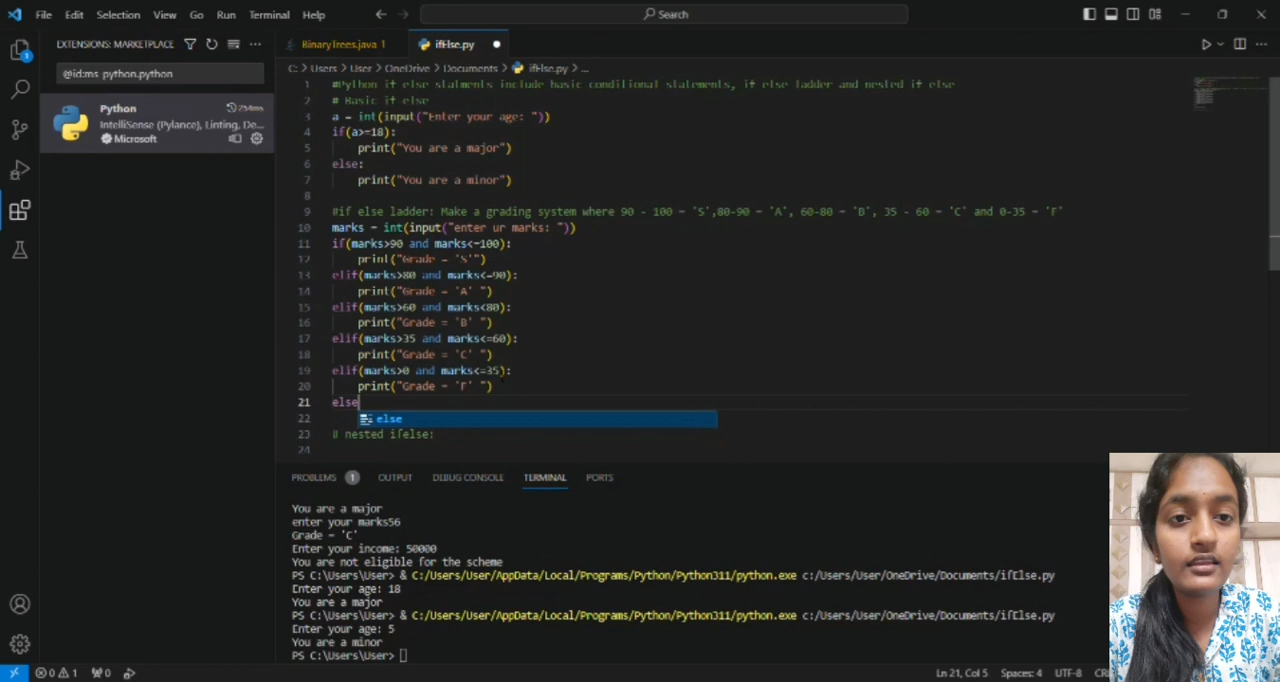 File Edit Selection View Go Run Terminal Help
Search
EXTENSIONS: MARKETPLACE
@id:ms python.python
1
Python
254ms
IntelliSense (Pylance), Linting, De...
Microsoft
BinaryTrees.java 1
ifElse.py
C: > Users > User > OneDrive > Documents > ifElse.py > ...
1 #Python if else statments include basic conditional statements, if else ladder and nested if else
2 # Basic if else
3 a = int(input("Enter your age: "))
4 if(a>=18):
5 print("You are a major")
6 else:
7 print("You are a minor")
8
9 #if else ladder: Make a grading system where 90 - 100 = 'S',80-90 = 'A', 60-80 = 'B', 35 - 60 = 'C' and 0-35 = 'F'
10 marks = int(input("enter ur marks: "))
11 if(marks>90 and marks<=100):
12 print("Grade = 'S'")
13 elif(marks>80 and marks<=90):
14 print("Grade = 'A' ")
15 elif(marks>60 and marks<80):
16 print("Grade = 'B' ")
17 elif(marks>35 and marks<=60):
18 print("Grade = 'C' ")
19 elif(marks>0 and marks<=35):
20 print("Grade = 'F' ")
21 else
22 else
23 # nested ifelse:
24
PROBLEMS 1 OUTPUT DEBUG CONSOLE TERMINAL PORTS
You are a major
enter your marks56
Grade = 'C'
Enter your income: 50000
You are not eligible for the scheme
PS C:\Users\User> & C:/Users/User/AppData/Local/Programs/Python/Python311/python.exe c:/Users/User/OneDrive/Documents/ifElse.py
Enter your age: 18
You are a major
PS C:\Users\User> & C:/Users/User/AppData/Local/Programs/Python/Python311/python.exe c:/Users/User/OneDrive/Documents/ifElse.py
Enter your age: 5
You are a minor
PS C:\Users\User>
0 1 0 Ln 21, Col 5 Spaces: 4 UTF-8